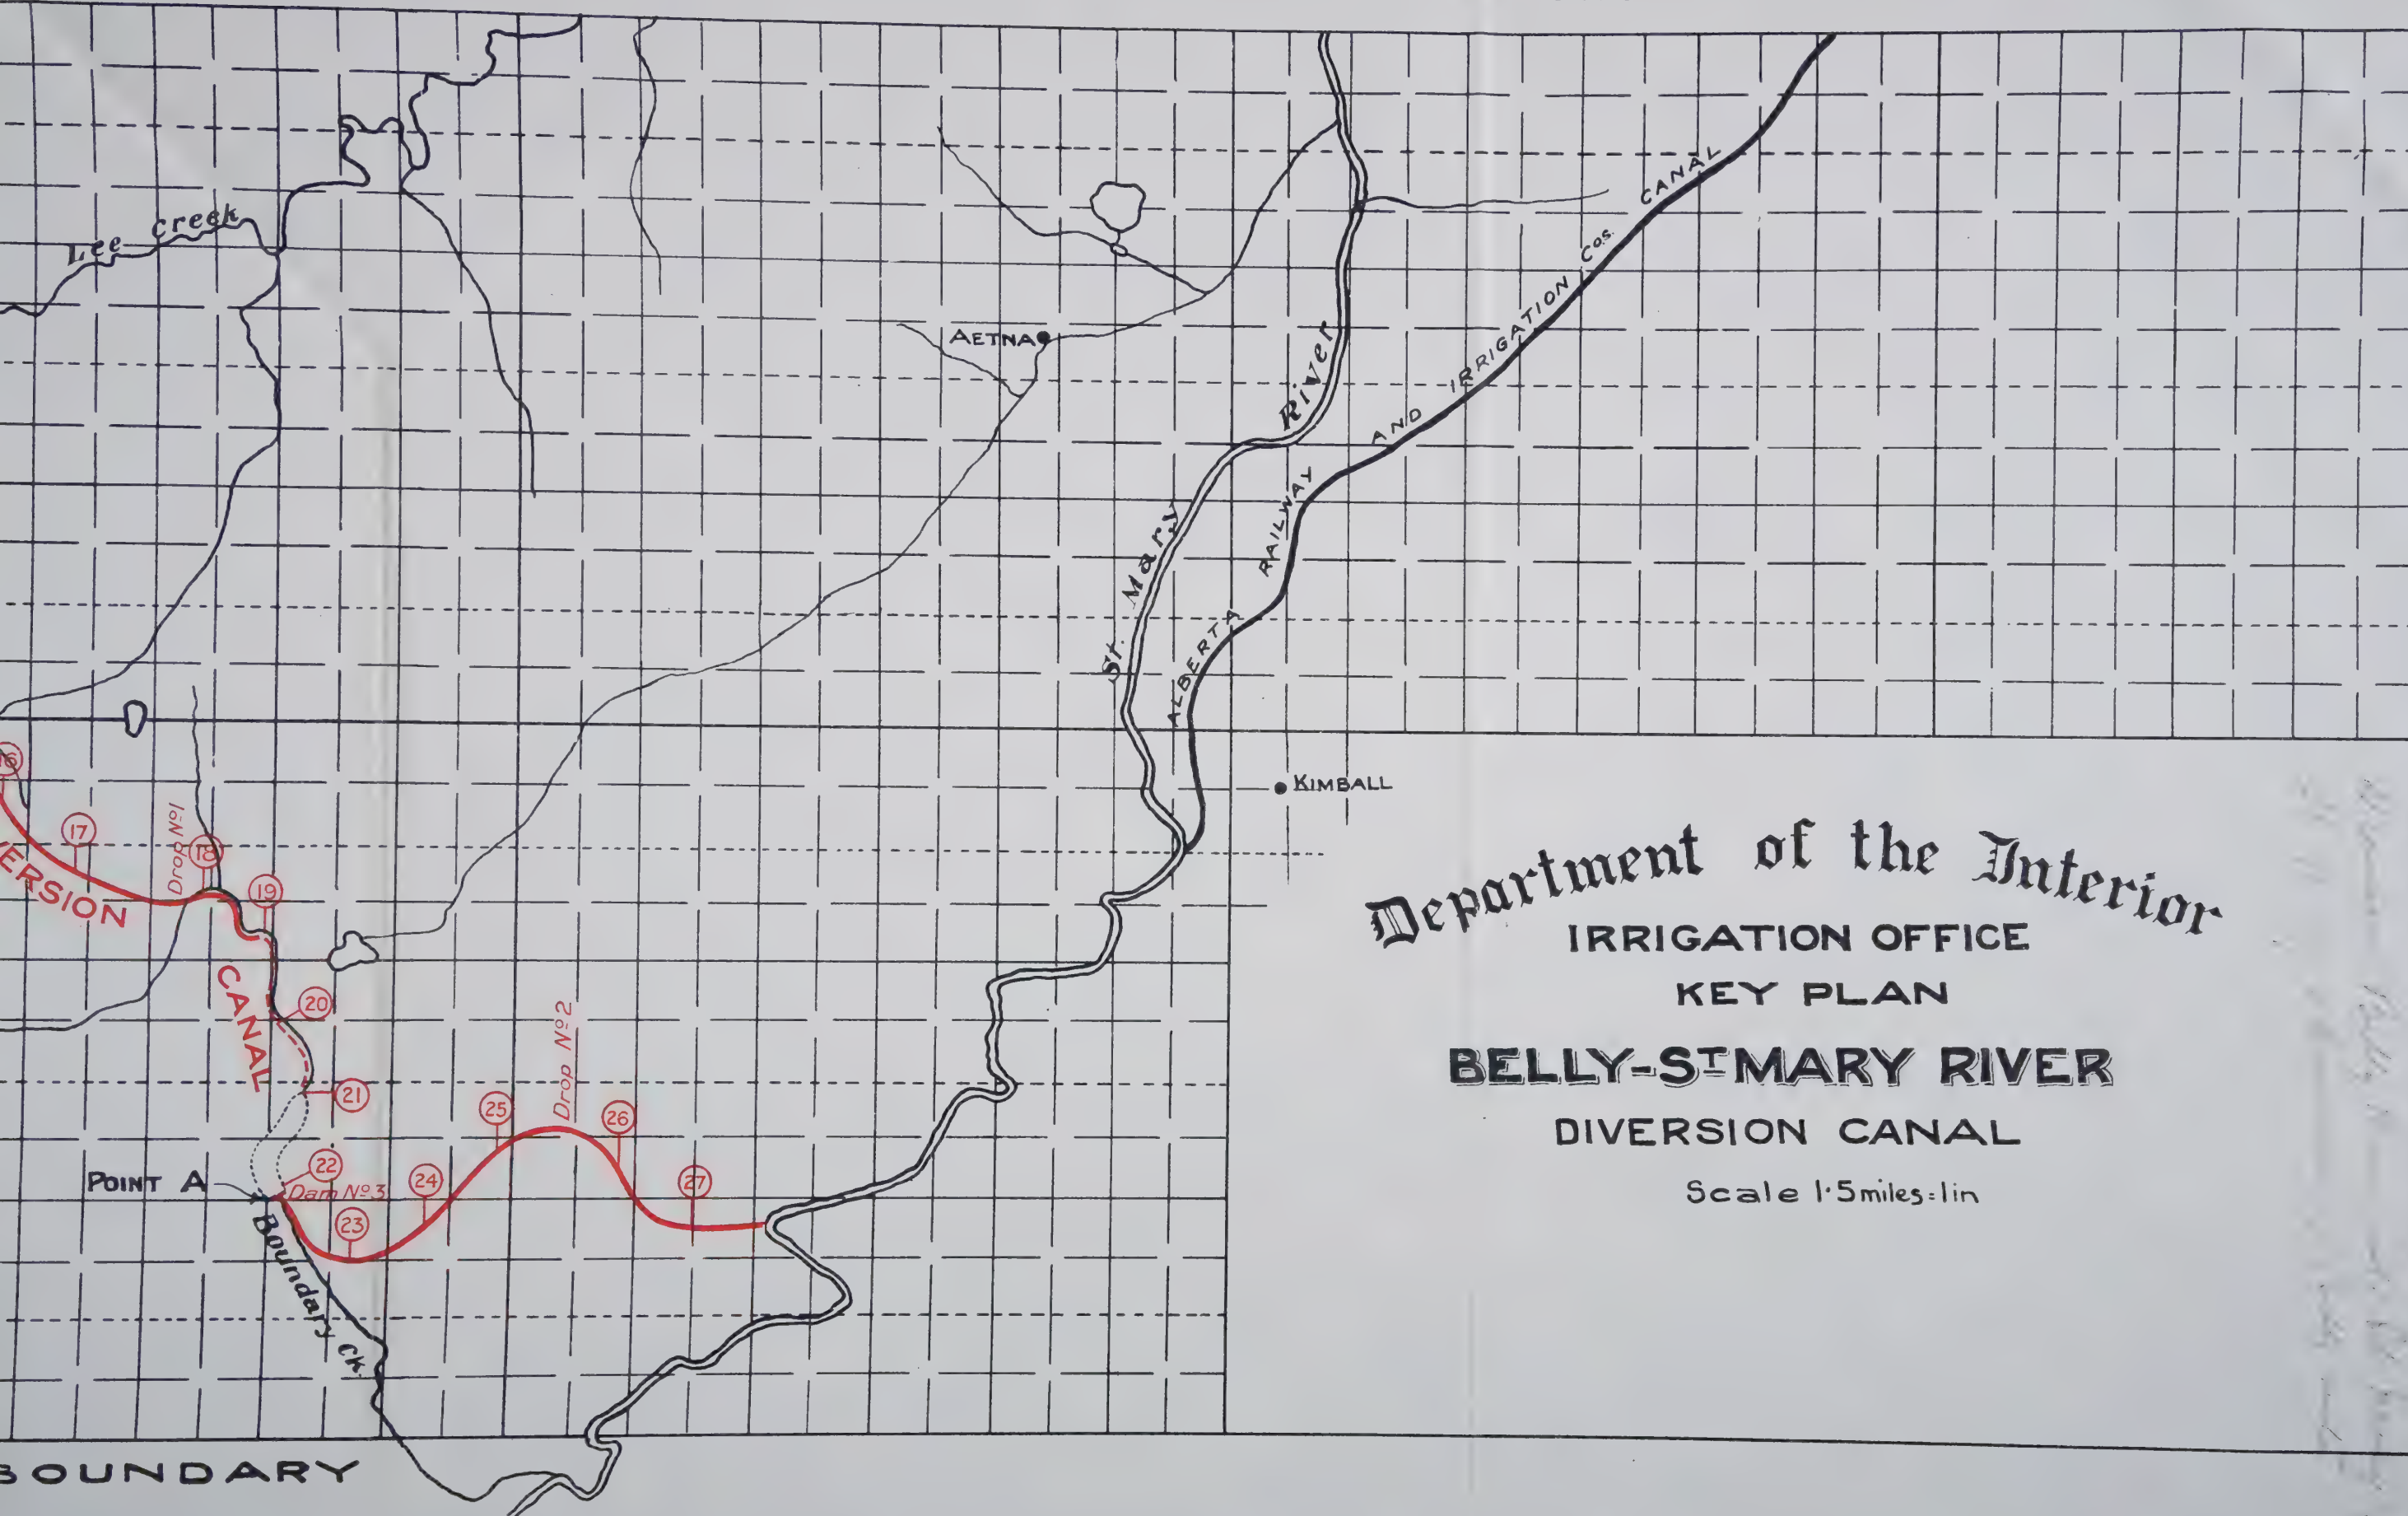 Lee Creek
AETNA
St. Mary River
ALBERTA RAILWAY AND IRRIGATION Cos. CANAL
KIMBALL
17
Drop Nº1
18
19
CANAL
20
21
22
Dam Nº3
23
24
25
Drop Nº2
26
27
POINT A
Boundary Ck.
BOUNDARY
Department of the Interior
IRRIGATION OFFICE
KEY PLAN
BELLY-ST MARY RIVER
DIVERSION CANAL
Scale 1·5miles=1in